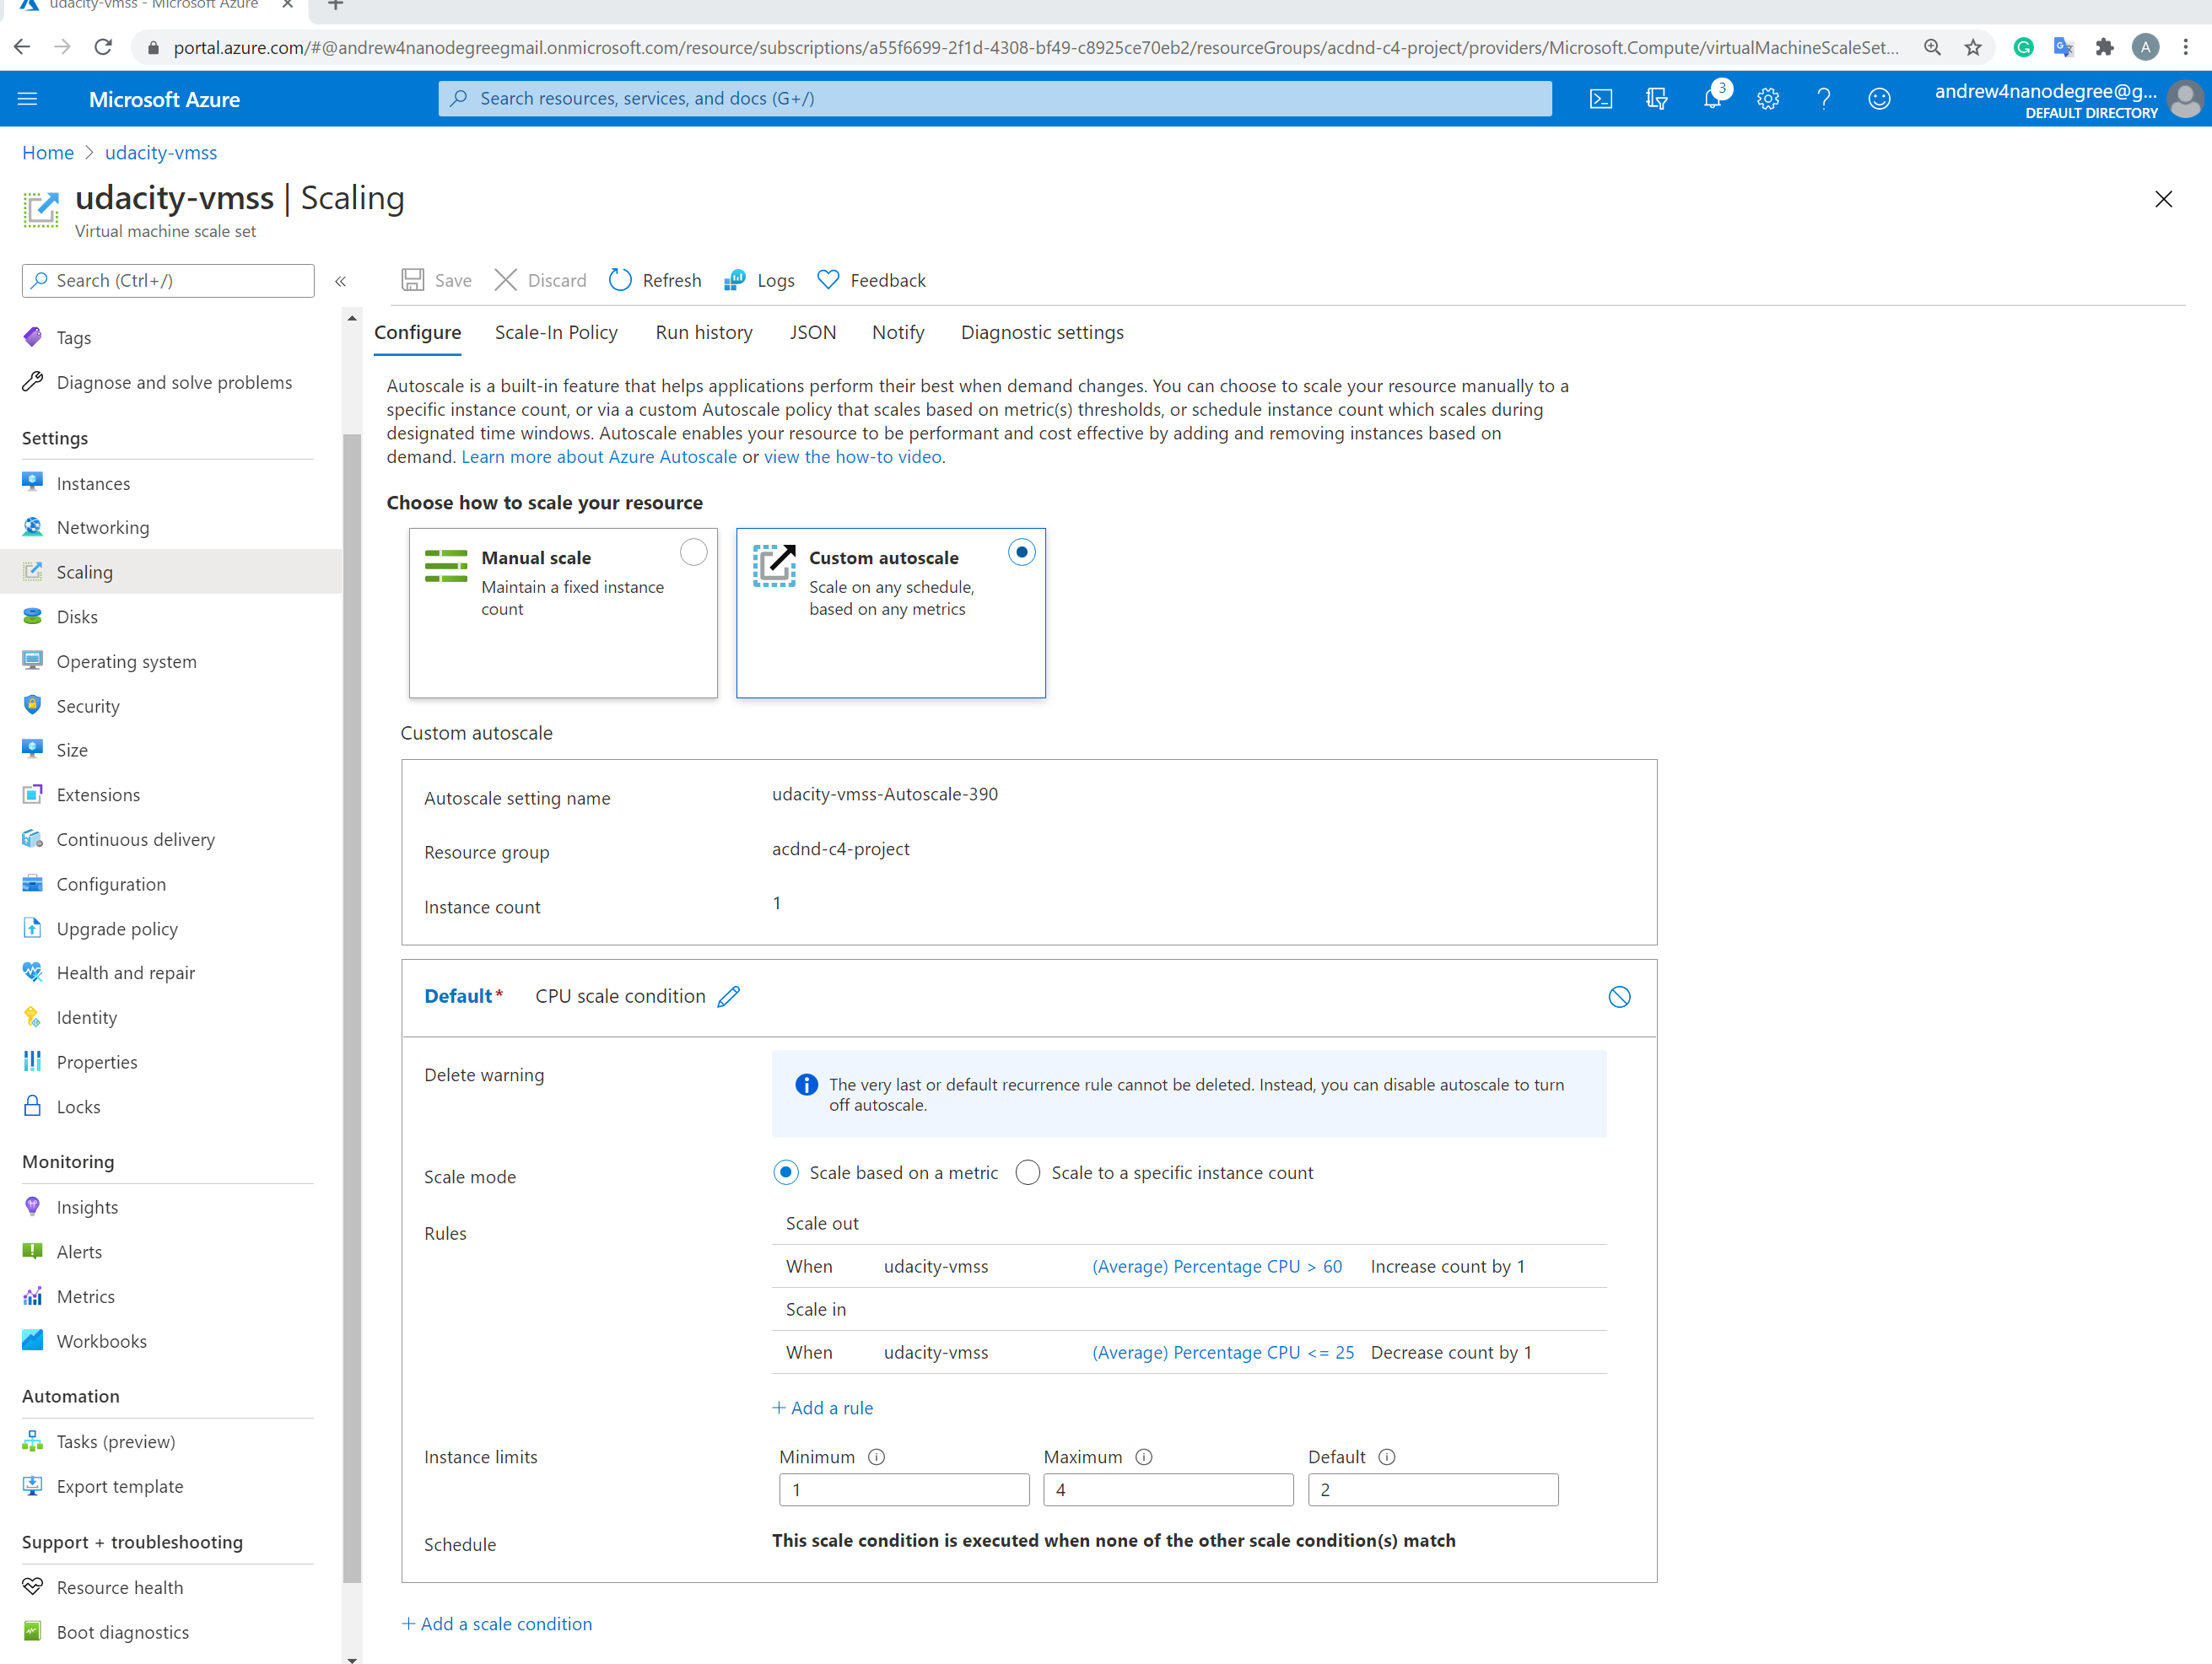 udacity-vmss - Microsoft Azure
portal.azure.com/#@andrew4nanodegreegmail.onmicrosoft.com/resource/subscriptions/a55f6699-2f1d-4308-bf49-c8925ce70eb2/resourceGroups/acdnd-c4-project/providers/Microsoft.Compute/virtualMachineScaleSet...
A
Microsoft Azure
Search resources, services, and docs (G+/)
3
andrew4nanodegree@g...
DEFAULT DIRECTORY
Home > udacity-vmss
udacity-vmss | Scaling
Virtual machine scale set
Search (Ctrl+/)
«
Save
Discard
Refresh
Logs
Feedback
Tags
Diagnose and solve problems
Settings
Instances
Networking
Scaling
Disks
Operating system
Security
Size
Extensions
Continuous delivery
Configuration
Upgrade policy
Health and repair
Identity
Properties
Locks
Monitoring
Insights
Alerts
Metrics
Workbooks
Automation
Tasks (preview)
Export template
Support + troubleshooting
Resource health
Boot diagnostics
Configure
Scale-In Policy
Run history
JSON
Notify
Diagnostic settings
Autoscale is a built-in feature that helps applications perform their best when demand changes. You can choose to scale your resource manually to a
specific instance count, or via a custom Autoscale policy that scales based on metric(s) thresholds, or schedule instance count which scales during
designated time windows. Autoscale enables your resource to be performant and cost effective by adding and removing instances based on
demand. Learn more about Azure Autoscale or view the how-to video.
Choose how to scale your resource
Manual scale
Maintain a fixed instance
count
Custom autoscale
Scale on any schedule,
based on any metrics
Custom autoscale
Autoscale setting name
udacity-vmss-Autoscale-390
Resource group
acdnd-c4-project
Instance count
1
Default* CPU scale condition
Delete warning
The very last or default recurrence rule cannot be deleted. Instead, you can disable autoscale to turn
off autoscale.
Scale mode
Scale based on a metric
Scale to a specific instance count
Rules
Scale out
When udacity-vmss (Average) Percentage CPU > 60 Increase count by 1
Scale in
When udacity-vmss (Average) Percentage CPU <= 25 Decrease count by 1
+ Add a rule
Instance limits
Minimum
1
Maximum
4
Default
2
Schedule
This scale condition is executed when none of the other scale condition(s) match
+ Add a scale condition